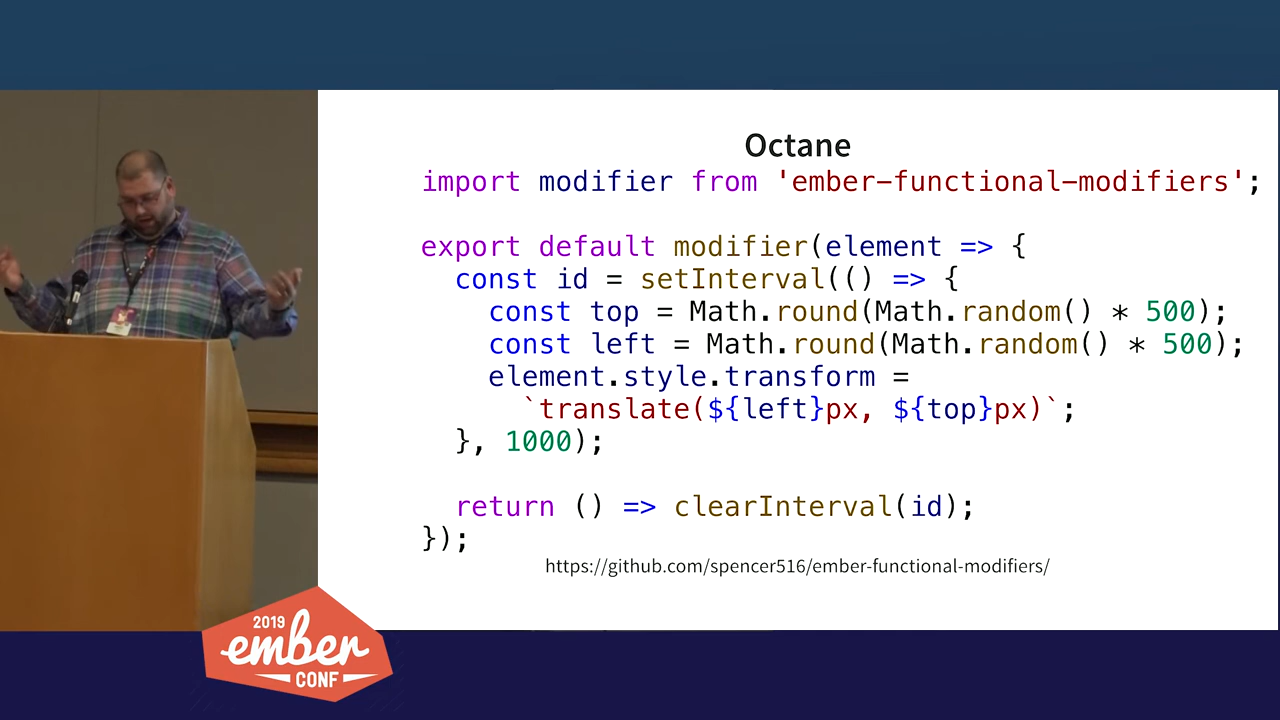 Octane
import modifier from 'ember-functional-modifiers';
export default modifier(element => {
  const id = setInterval(() => {
    const top = Math.round(Math.random() * 500);
    const left = Math.round(Math.random() * 500);
    element.style.transform =
      `translate(${left}px, ${top}px)`;
  }, 1000);
  return () => clearInterval(id);
});
https://github.com/spencer516/ember-functional-modifiers/
2019
ember
CONF